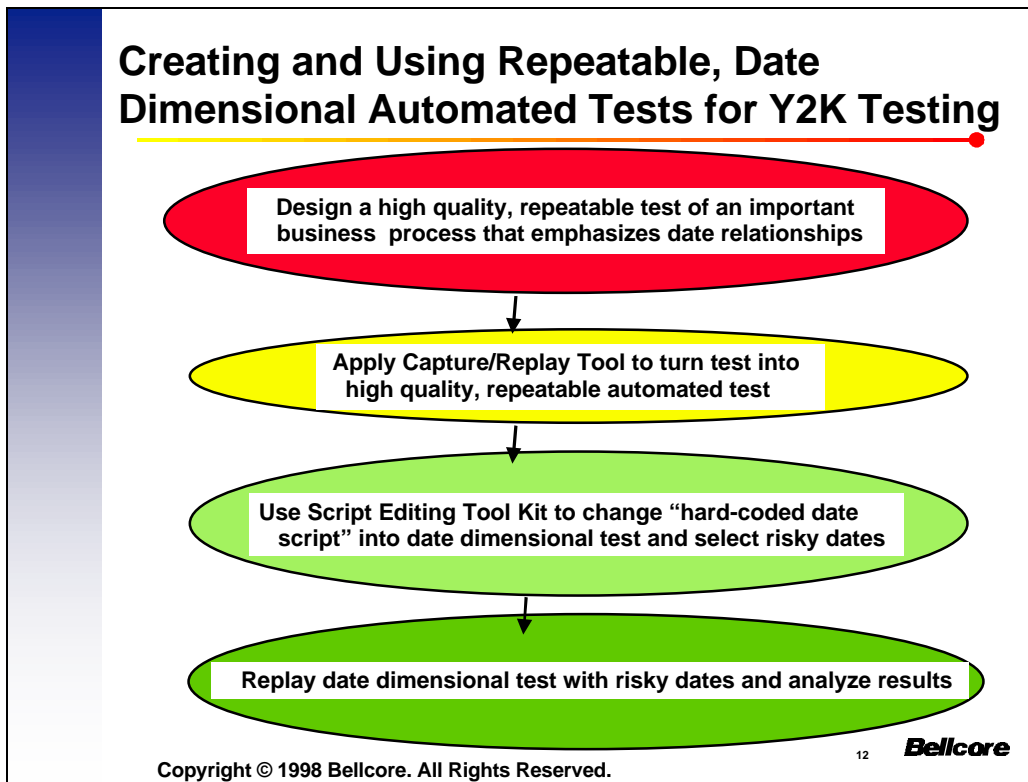 Creating and Using Repeatable, Date
Dimensional Automated Tests for Y2K Testing
Design a high quality, repeatable test of an important
business process that emphasizes date relationships
Apply Capture/Replay Tool to turn test into
high quality, repeatable automated test
Use Script Editing Tool Kit to change “hard-coded date
script” into date dimensional test and select risky dates
Replay date dimensional test with risky dates and analyze results
12
Bellcore
Copyright © 1998 Bellcore. All Rights Reserved.